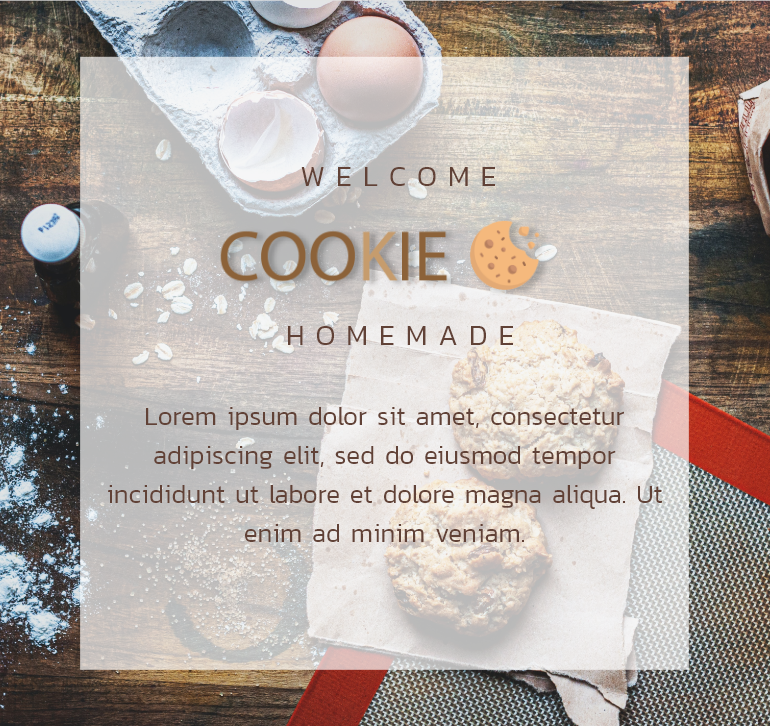 WELCOME
COOKIE
HOMEMADE
Lorem ipsum dolor sit amet, consectetur
adipiscing elit, sed do eiusmod tempor
incididunt ut labore et dolore magna aliqua. Ut
enim ad minim veniam.